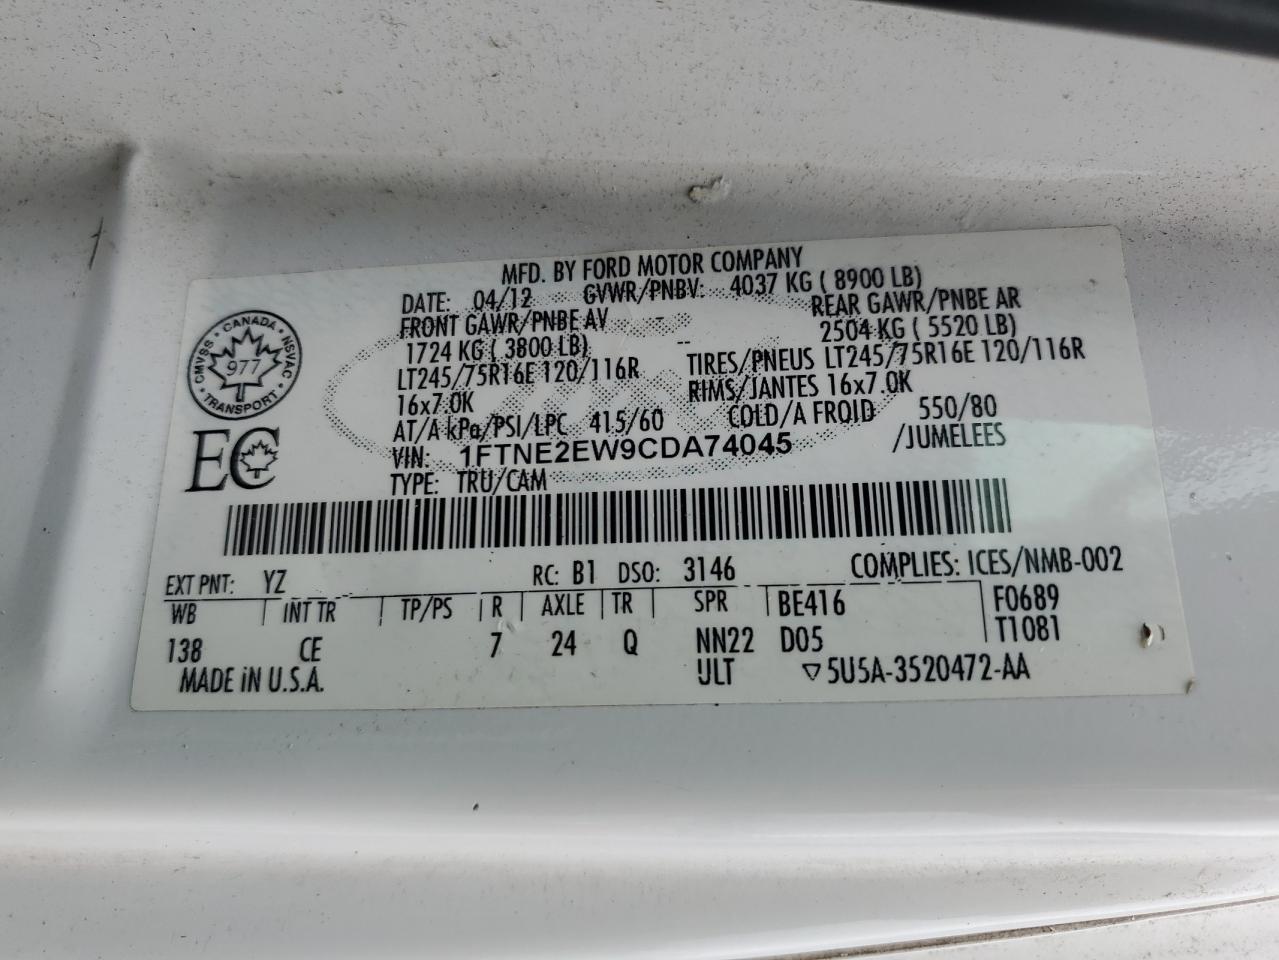 MFD. BY FORD MOTOR COMPANY
DATE: 04/12 GVWR/PNBV: 4037 KG ( 8900 LB)
FRONT GAWR/PNBE AV - REAR GAWR/PNBE AR
1724 KG ( 3800 LB) -- 2504 KG ( 5520 LB)
LT245/75R16E 120/116R TIRES/PNEUS LT245/75R16E 120/116R
16x7.0K RIMS/JANTES 16x7.0K
AT/A kPa/PSI/LPC 415/60 COLD/A FROID 550/80
VIN: 1FTNE2EW9CDA74045 /JUMELEES
TYPE: TRU/CAM
CANADA
CMVSS NSVAC
977
TRANSPORT
EC
EXT PNT: YZ RC: B1 DSO: 3146 COMPLIES: ICES/NMB-002
WB INT TR TP/PS R AXLE TR SPR BE416 F0689
138 CE 7 24 Q NN22 D05 T1081
MADE iN U.S.A. ULT ▽5U5A-3520472-AA